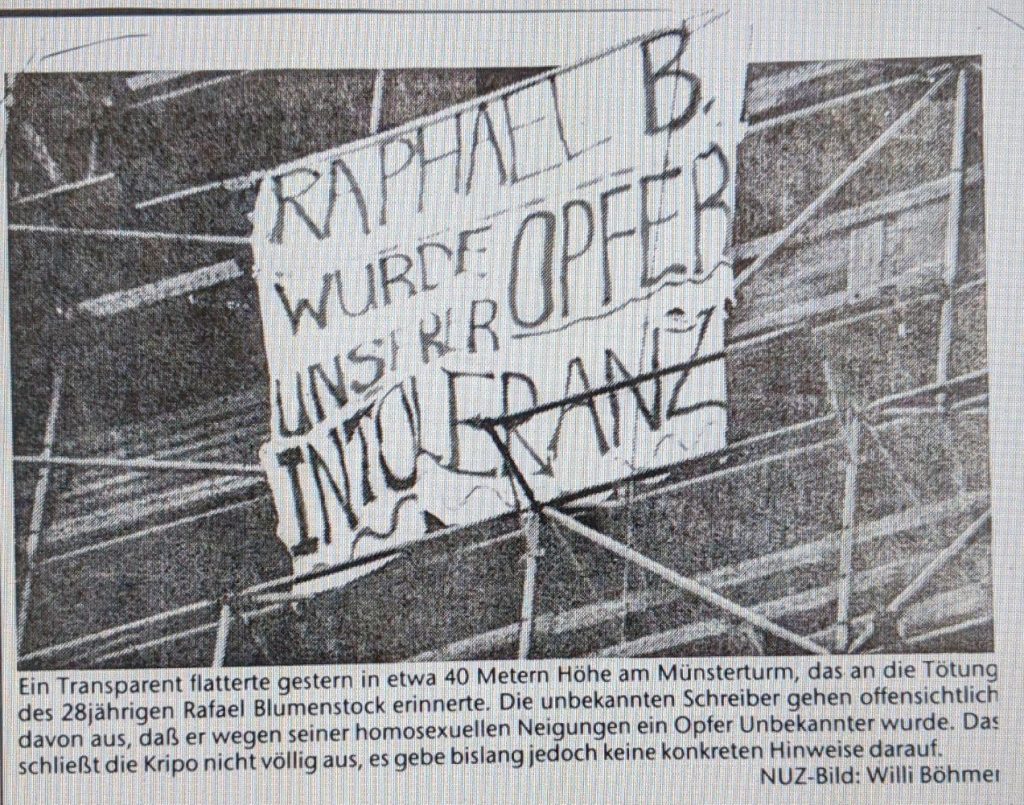 RAPHAEL B.
WURDE OPFER
UNSERER
INTOLERANZ
Ein Transparent flatterte gestern in etwa 40 Metern Höhe am Münsterturm, das an die Tötung
des 28jährigen Rafael Blumenstock erinnerte. Die unbekannten Schreiber gehen offensichtlich
davon aus, daß er wegen seiner homosexuellen Neigungen ein Opfer Unbekannter wurde. Das
schließt die Kripo nicht völlig aus, es gebe bislang jedoch keine konkreten Hinweise darauf.
NUZ-Bild: Willi Böhmer